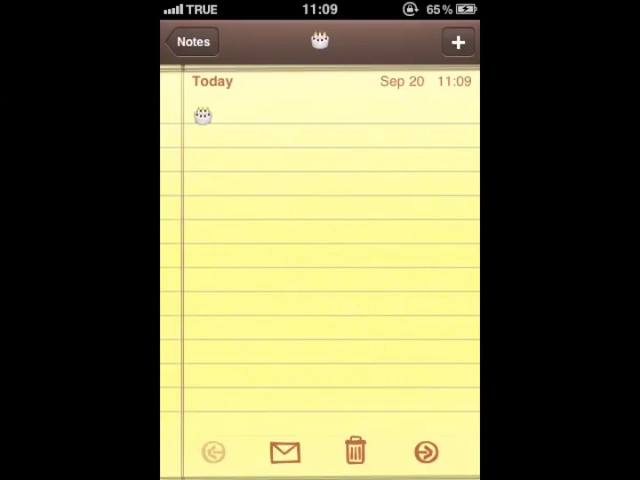 TRUE 11:09 65%
Notes 🎂 +
Today Sep 20 11:09
🎂